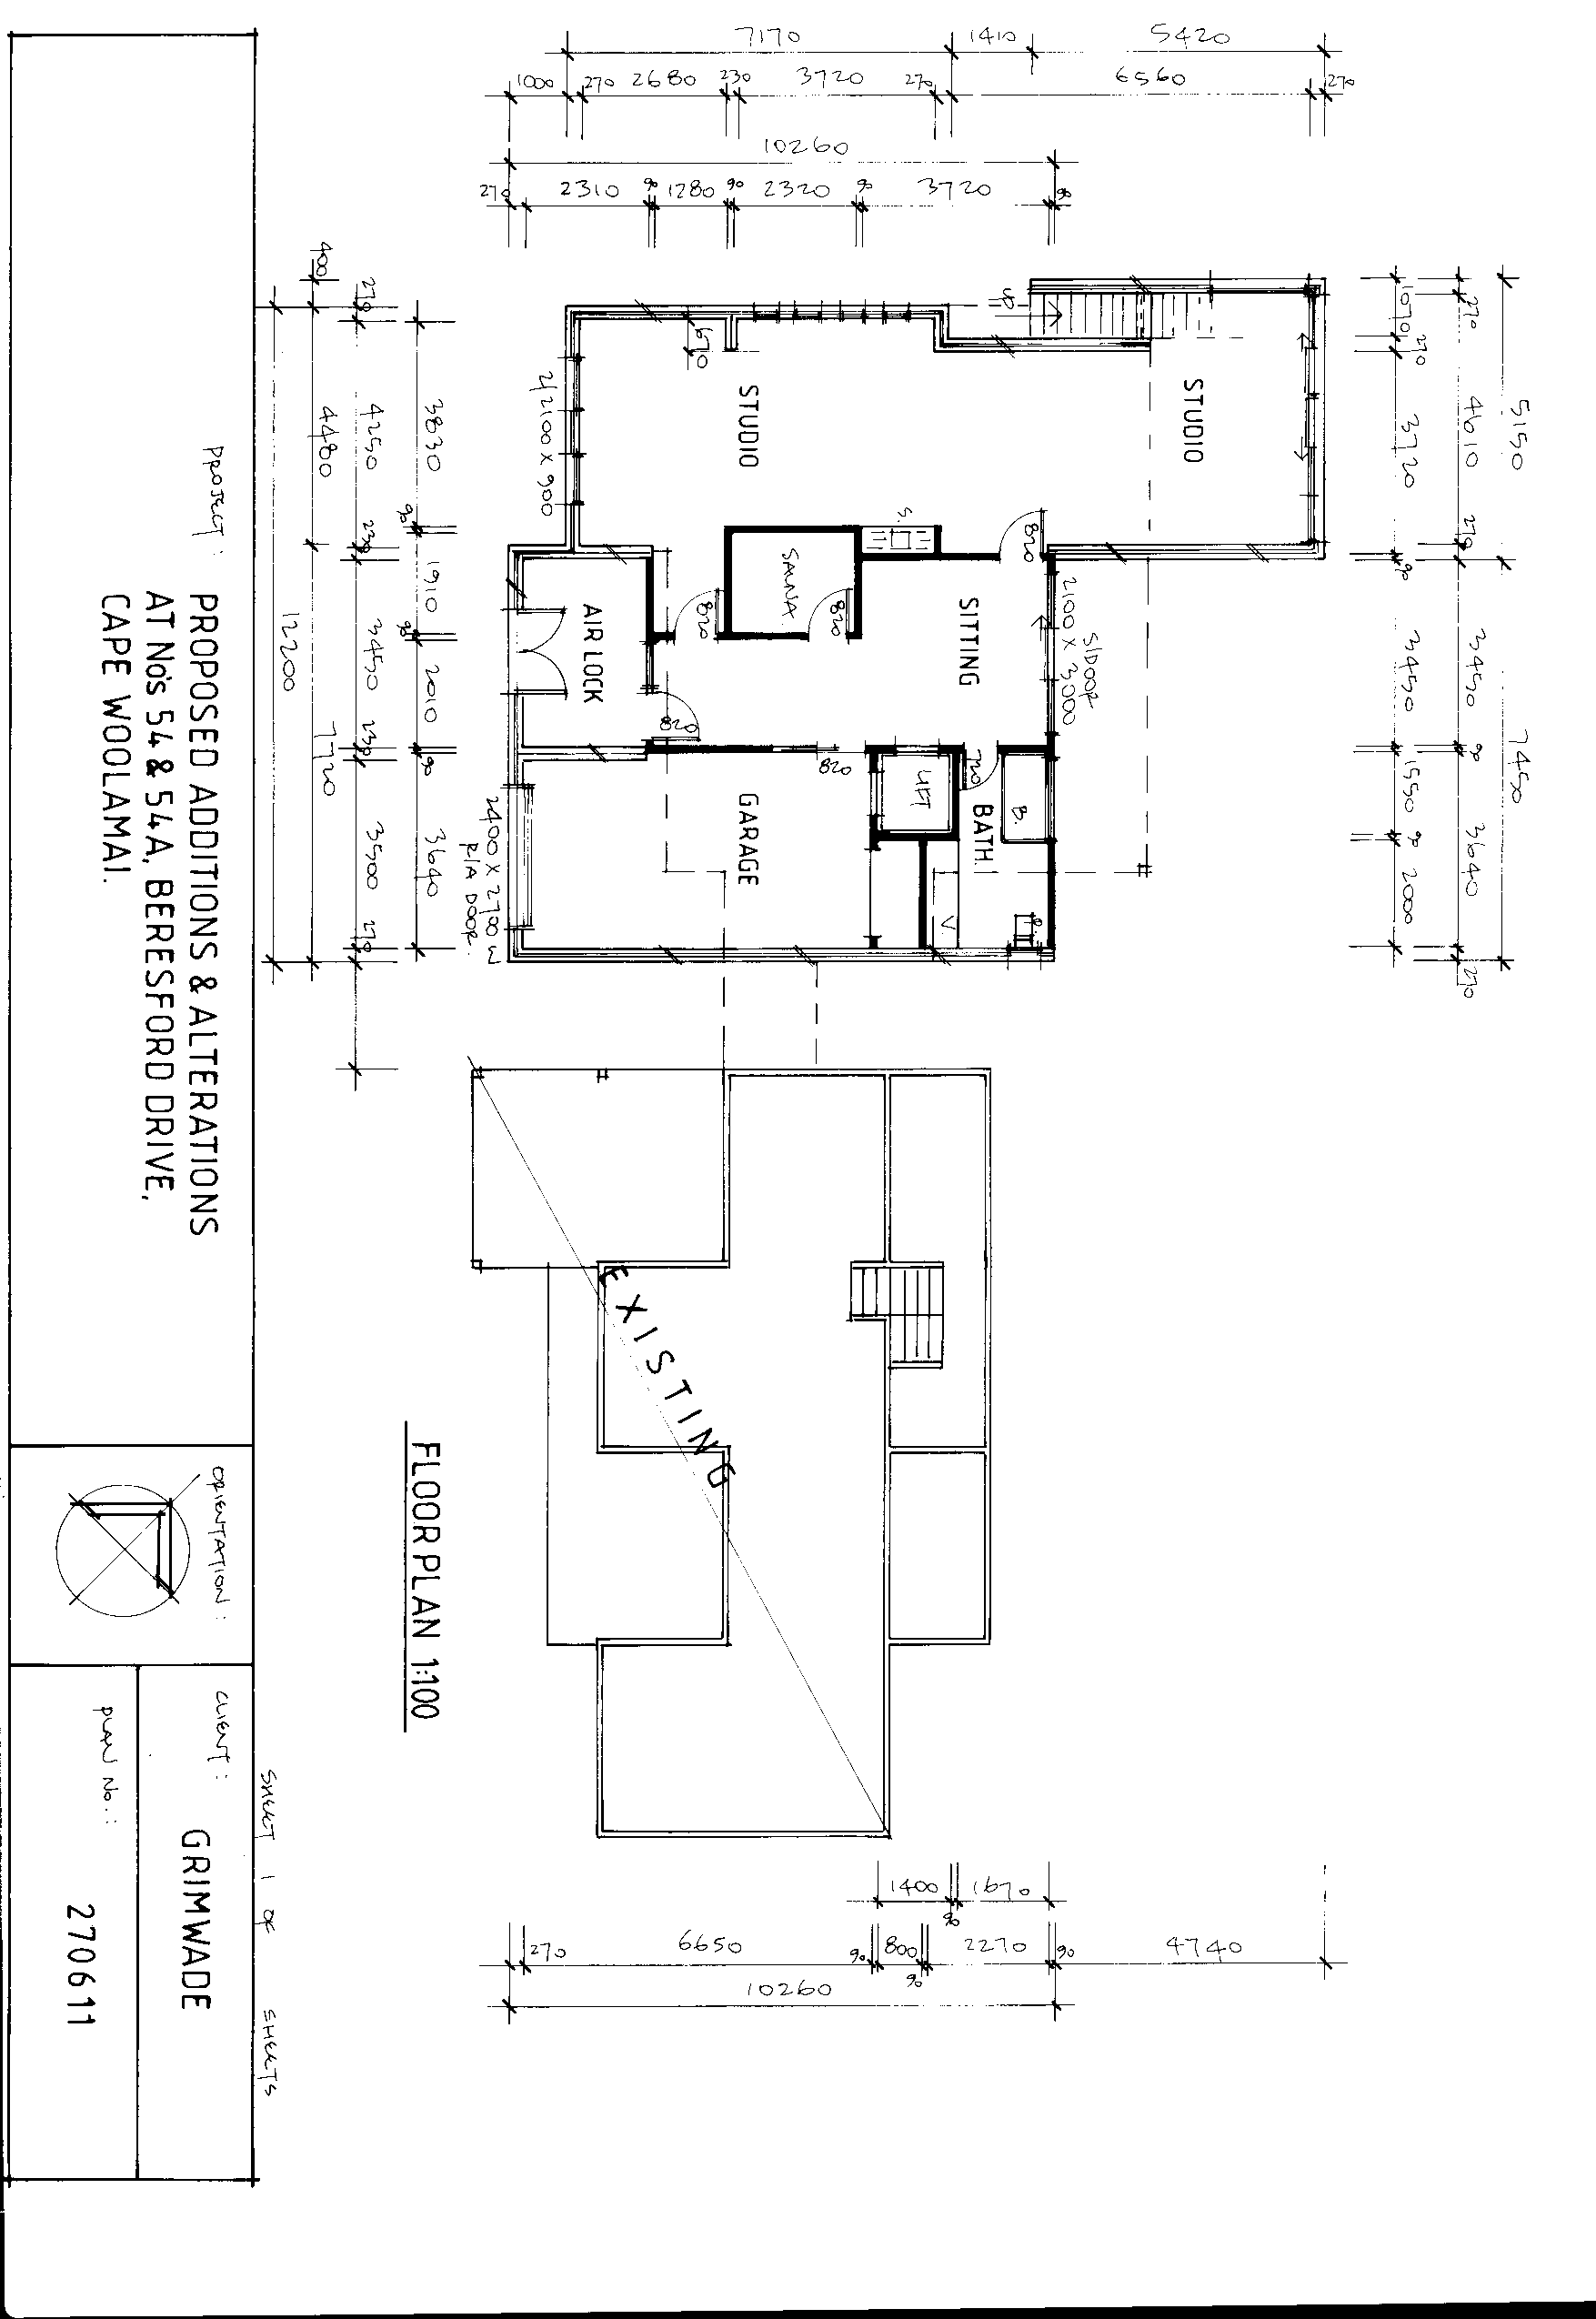 7170 1410 5420
1000 270 2680 230 3720 270 6560 270
10260
270 2310 90 1280 90 2320 90 3720 90
400
4480
7720
12200
270 4250 230 3450 230 3500 270
3830 90 1910 90 2010 90 3640
1070 270 3720 90 3450 1550 90 2000
270 4610 270 3450 90 3640 270
5150 7450
UP
670
STUDIO
STUDIO
2/2100 X 900
S.
820
SAUNA
820
820
SITTING
S/DOOR
2100 X 3000
AIR LOCK
820
820
LIFT
720
BATH.
B.
GARAGE
V
P.
2400 X 2700 W
R/A DOOR.
EXISTING
FLOOR PLAN 1:100
1400 90 1670
270 6650 90 800 90 2270 90 4740
10260
PROJECT:
PROPOSED ADDITIONS & ALTERATIONS
AT No's 54 & 54A, BERESFORD DRIVE,
CAPE WOOLAMAI.
ORIENTATION:
CLIENT:
GRIMWADE
PLAN No.:
270611
SHEET 1 OF SHEETS